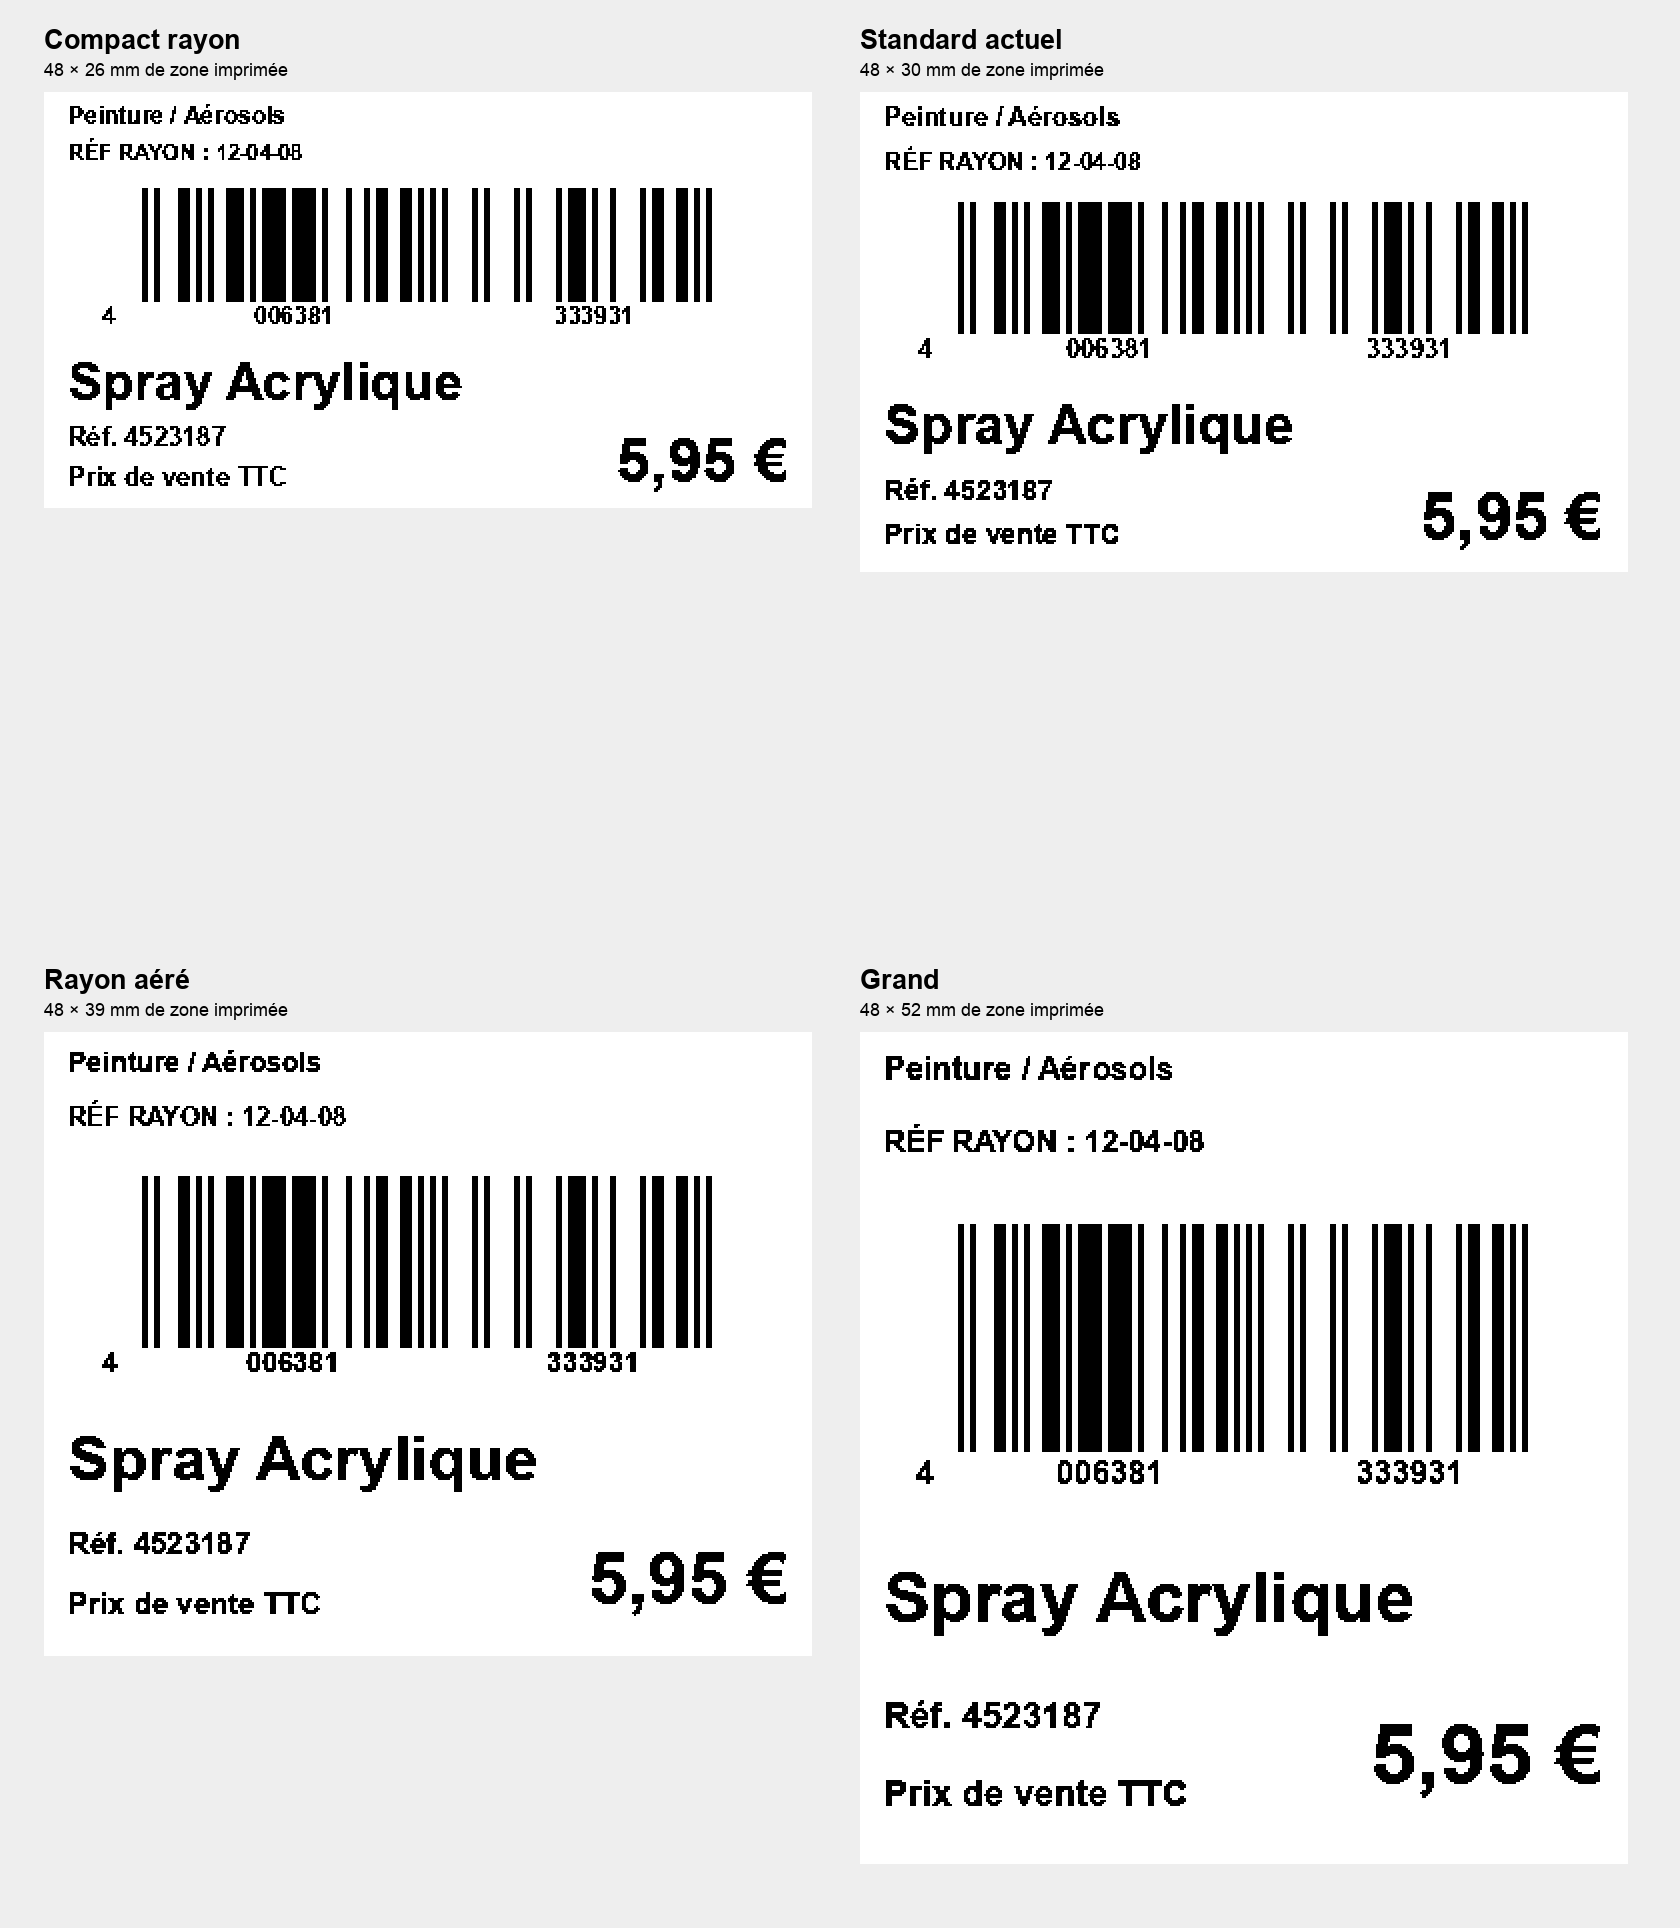 Compact rayon
48 × 26 mm de zone imprimée
Peinture / Aérosols
RÉF RAYON : 12-04-08
4 006381 333931
Spray Acrylique
Réf. 4523187
Prix de vente TTC
5,95 €
Standard actuel
48 × 30 mm de zone imprimée
Peinture / Aérosols
RÉF RAYON : 12-04-08
4 006381 333931
Spray Acrylique
Réf. 4523187
Prix de vente TTC
5,95 €
Rayon aéré
48 × 39 mm de zone imprimée
Peinture / Aérosols
RÉF RAYON : 12-04-08
4 006381 333931
Spray Acrylique
Réf. 4523187
Prix de vente TTC
5,95 €
Grand
48 × 52 mm de zone imprimée
Peinture / Aérosols
RÉF RAYON : 12-04-08
4 006381 333931
Spray Acrylique
Réf. 4523187
Prix de vente TTC
5,95 €